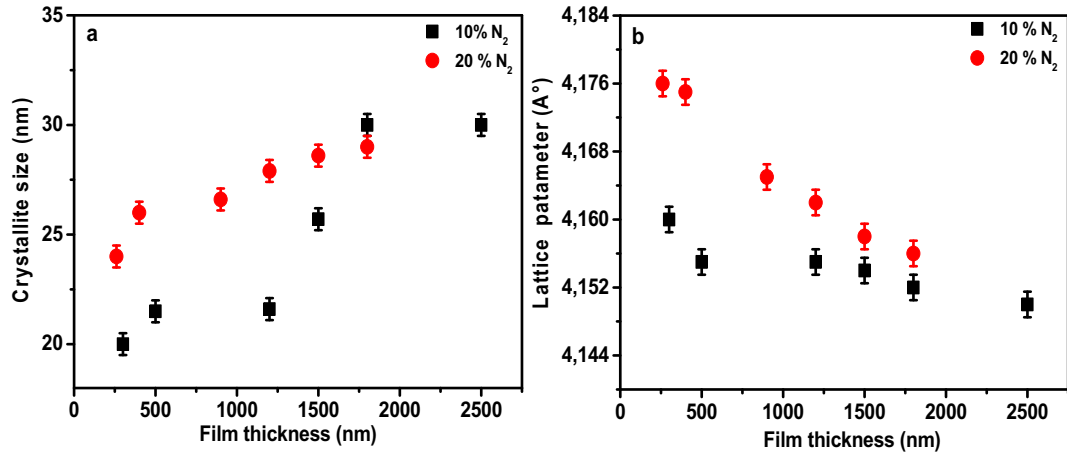 a
10% N₂
20 % N₂
35
30
25
20
Crystallite size (nm)
0
500
1000
1500
2000
2500
Film thickness (nm)
b
10 % N₂
20 % N₂
4,184
4,176
4,168
4,160
4,152
4,144
Lattice patameter (A°)
0
500
1000
1500
2000
2500
Film thickness (nm)